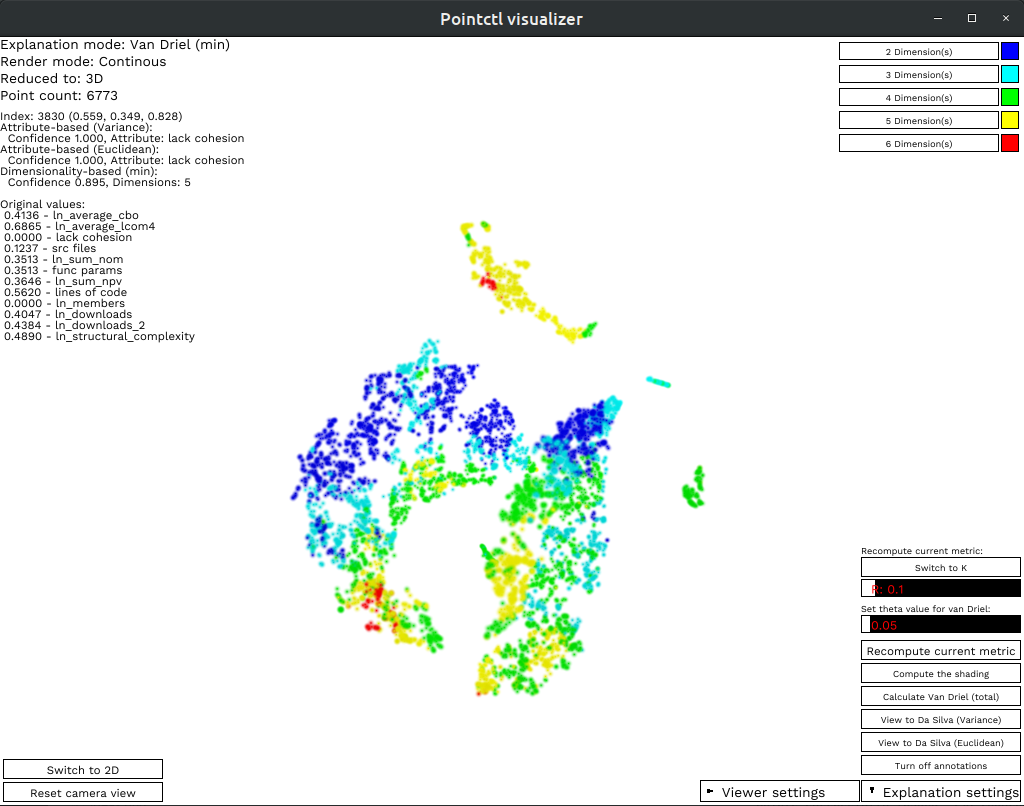 Pointctl visualizer
Explanation mode: Van Driel (min)
Render mode: Continous
Reduced to: 3D
Point count: 6773
Index: 3830 (0.559, 0.349, 0.828)
Attribute-based (Variance):
Confidence 1.000, Attribute: lack cohesion
Attribute-based (Euclidean):
Confidence 1.000, Attribute: lack cohesion
Dimensionality-based (min):
Confidence 0.895, Dimensions: 5
Original values:
0.4136 - ln_average_cbo
0.6865 - ln_average_lcom4
0.0000 - lack cohesion
0.1237 - src files
0.3513 - ln_sum_nom
0.3513 - func params
0.3646 - ln_sum_npv
0.5620 - lines of code
0.0000 - ln_members
0.4047 - ln_downloads
0.4384 - ln_downloads_2
0.4890 - ln_structural_complexity
2 Dimension(s)
3 Dimension(s)
4 Dimension(s)
5 Dimension(s)
6 Dimension(s)
Recompute current metric:
Switch to K
R: 0.1
Set theta value for van Driel:
0.05
Recompute current metric
Compute the shading
Calculate Van Driel (total)
View to Da Silva (Variance)
View to Da Silva (Euclidean)
Turn off annotations
Switch to 2D
Reset camera view
Viewer settings
Explanation settings